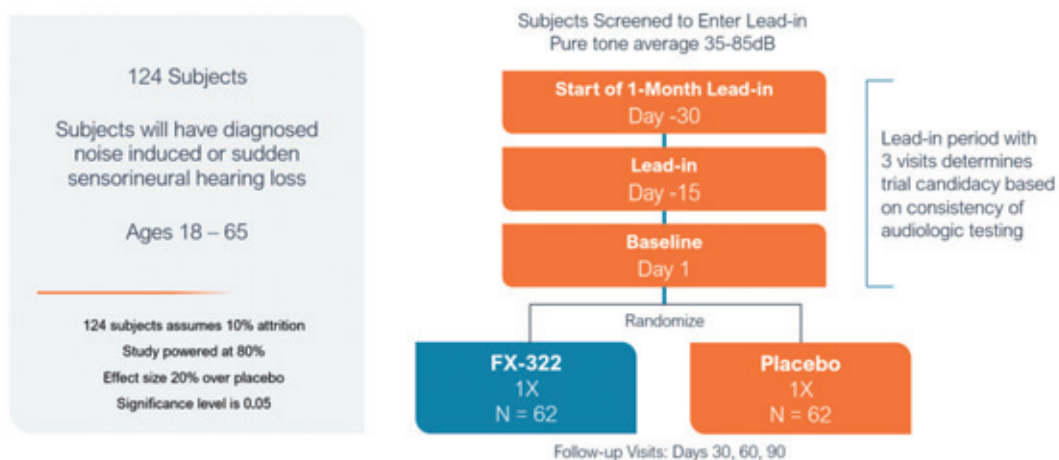 124 Subjects
Subjects will have diagnosed
noise induced or sudden
sensorineural hearing loss
Ages 18 – 65
124 subjects assumes 10% attrition
Study powered at 80%
Effect size 20% over placebo
Significance level is 0.05
Subjects Screened to Enter Lead-in
Pure tone average 35-85dB
Start of 1-Month Lead-in
Day -30
Lead-in
Day -15
Baseline
Day 1
Lead-in period with
3 visits determines
trial candidacy based
on consistency of
audiologic testing
Randomize
FX-322
1X
N = 62
Placebo
1X
N = 62
Follow-up Visits: Days 30, 60, 90